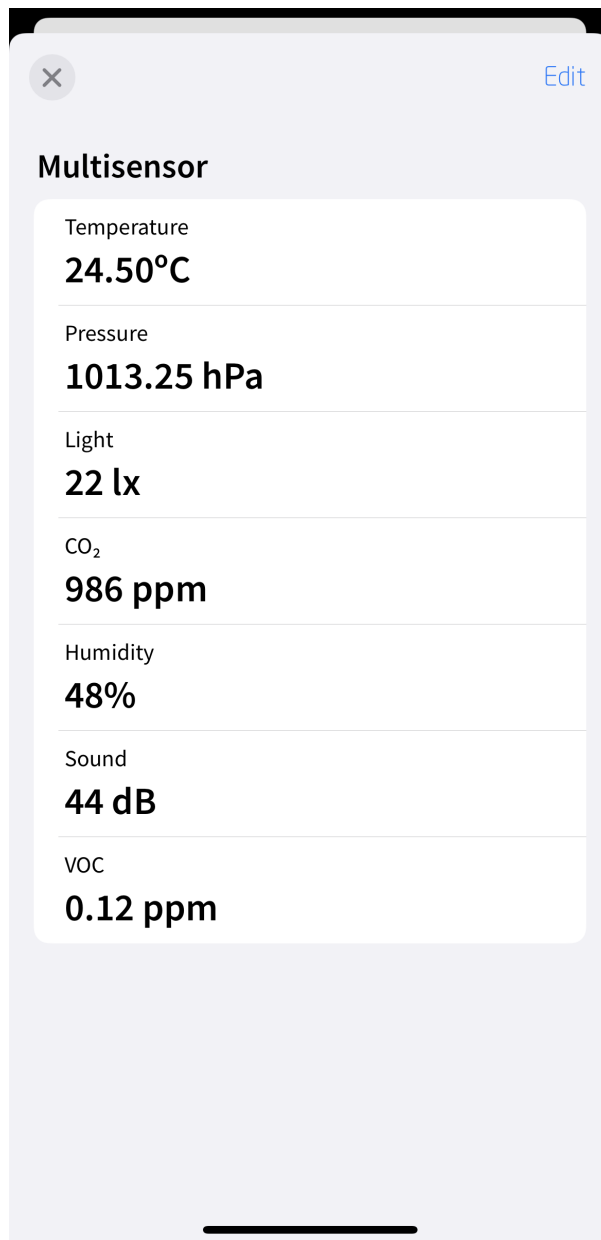 Edit
Multisensor
Temperature
24.50ºC
Pressure
1013.25 hPa
Light
22 lx
CO₂
986 ppm
Humidity
48%
Sound
44 dB
VOC
0.12 ppm